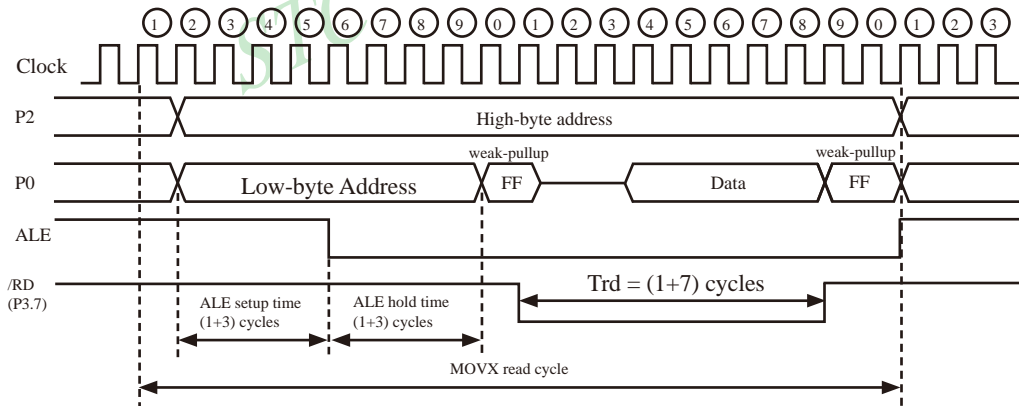 1 2 3 4 5 6 7 8 9 0 1 2 3 4 5 6 7 8 9 0 1 2 3
Clock
P2
High-byte address
weak-pullup weak-pullup
P0
Low-byte Address FF Data FF
ALE
/RD
(P3.7)
Trd = (1+7) cycles
ALE setup time
(1+3) cycles
ALE hold time
(1+3) cycles
MOVX read cycle